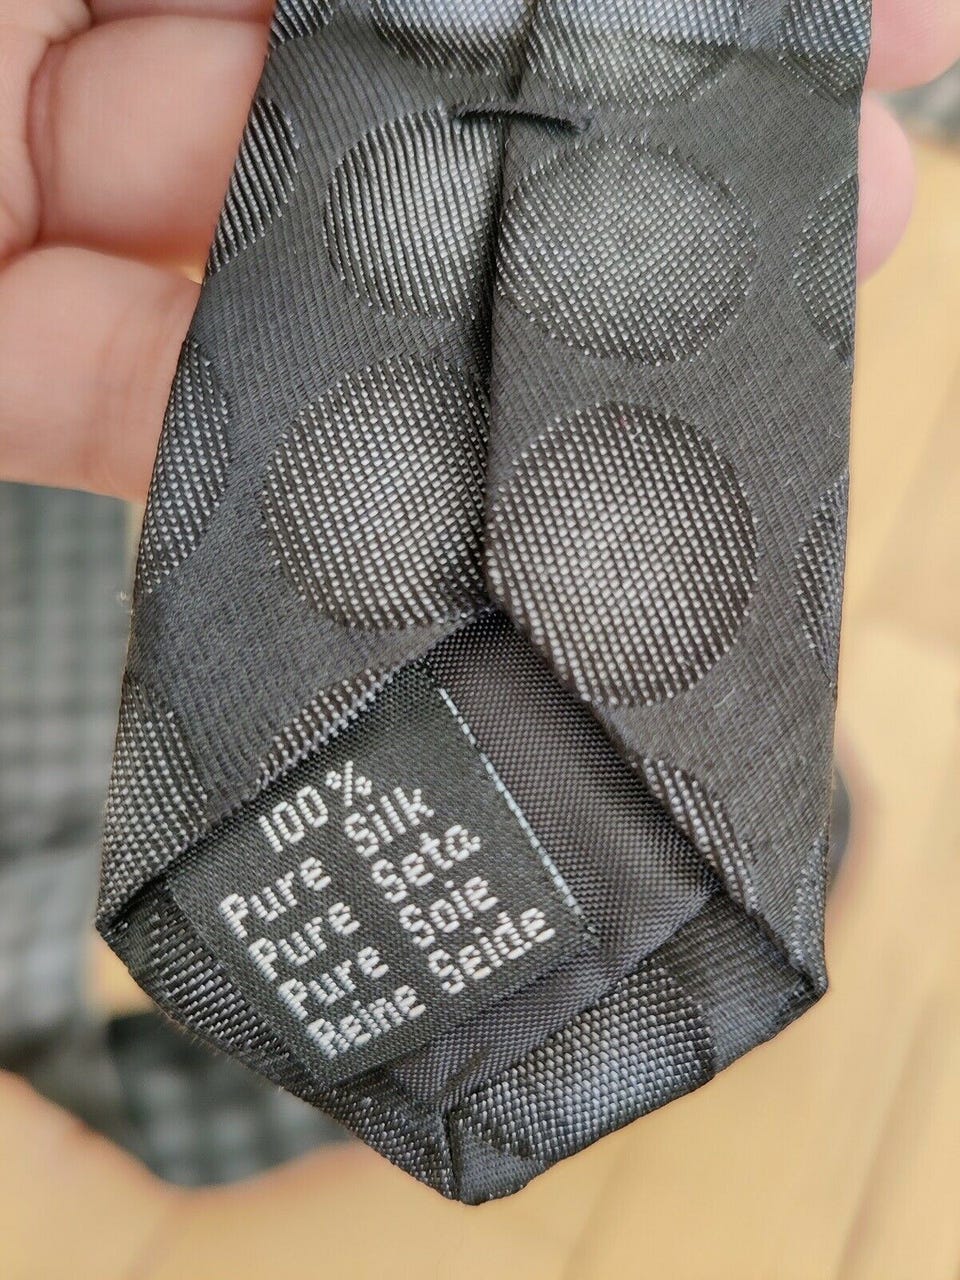 100%
Pure Silk
Pure Seta
Pure Soie
Reine Seide